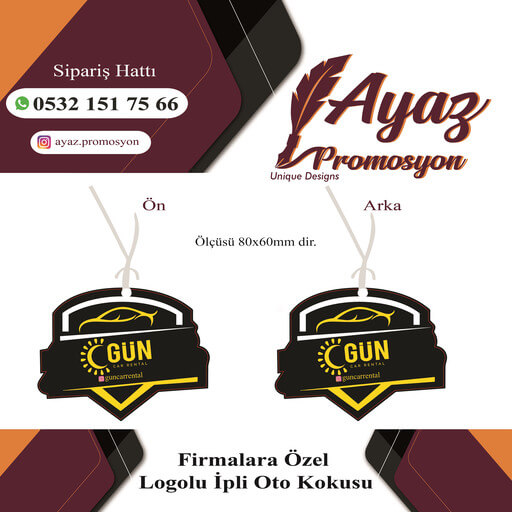 Sipariş Hattı
0532 151 75 66
ayaz.promosyon
Ayaz
Promosyon
Unique Designs
Ön
Arka
Ölçüsü 80x60mm dir.
GÜN
CAR RENTAL
guncarrental
GÜN
CAR RENTAL
guncarrental
Firmalara Özel
Logolu İpli Oto Kokusu